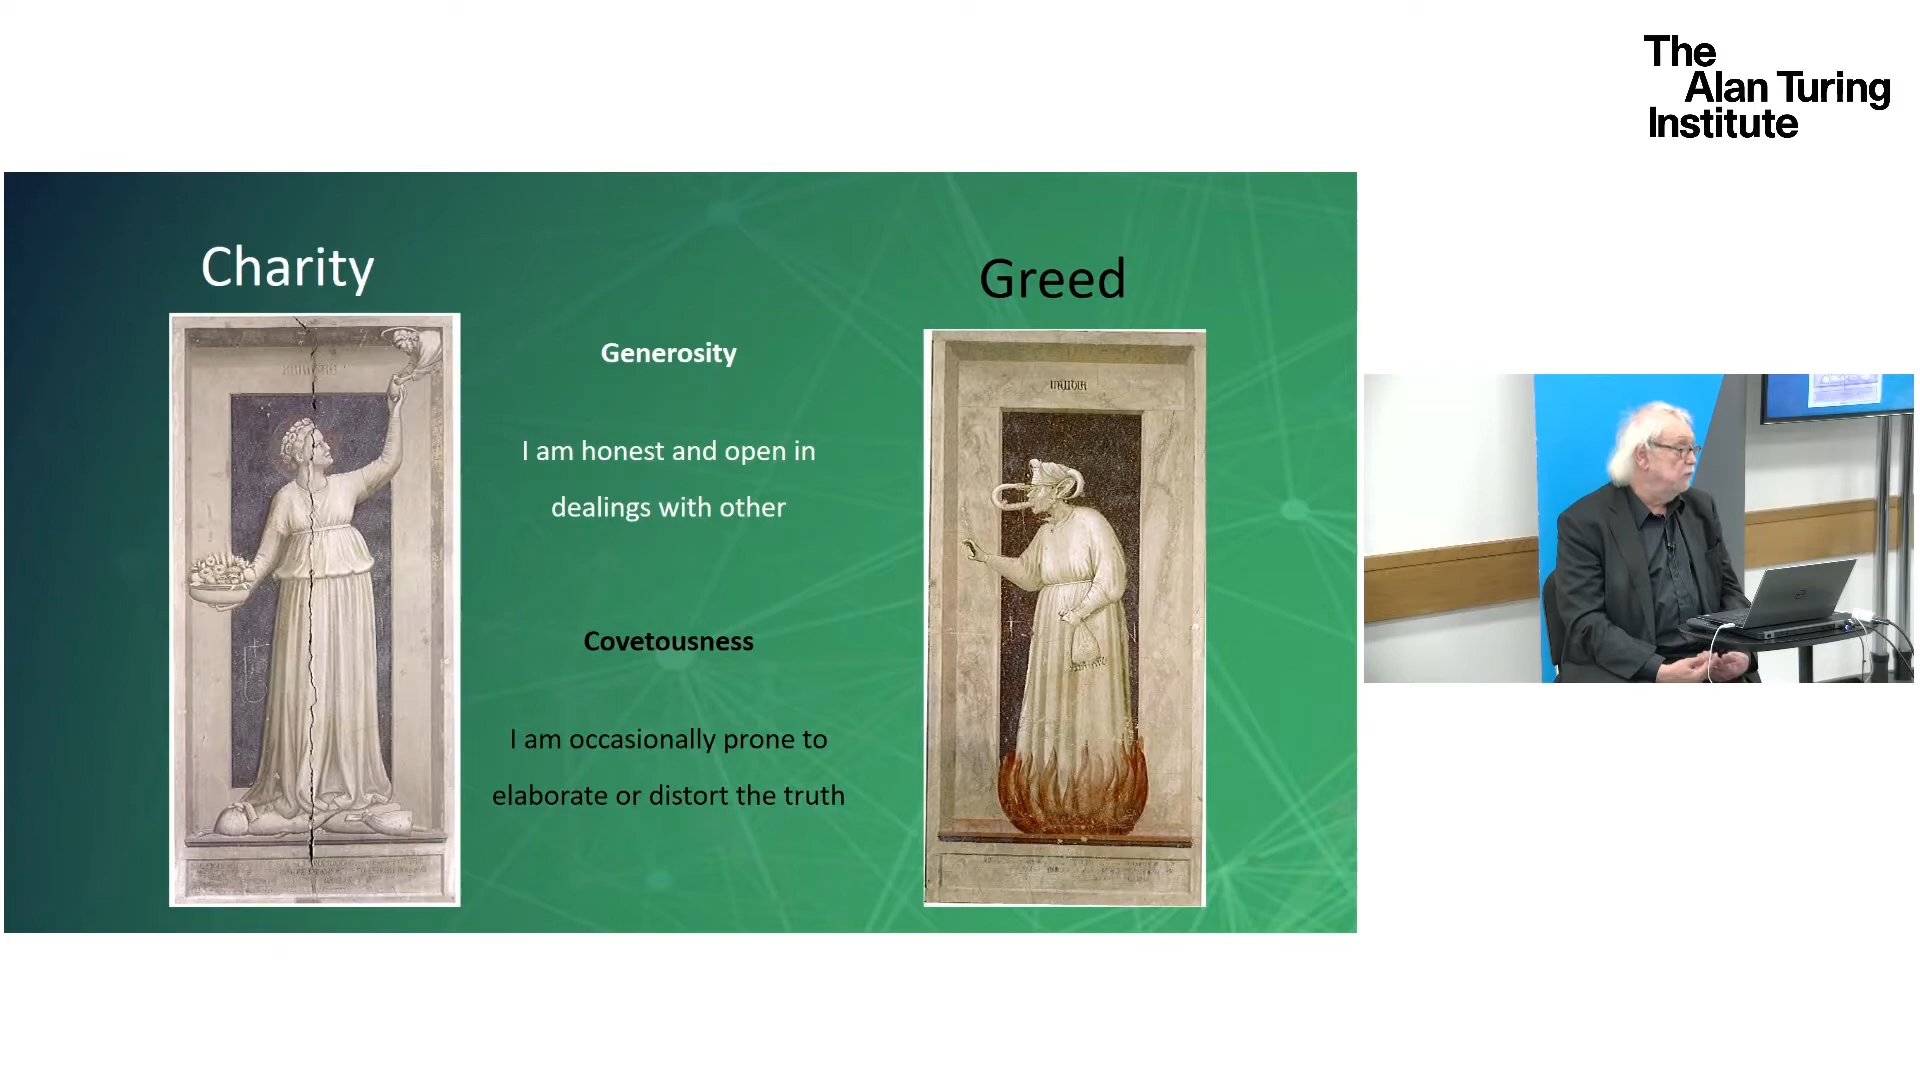 The
Alan Turing
Institute
Charity
Greed
Generosity
I am honest and open in
dealings with other
Covetousness
I am occasionally prone to
elaborate or distort the truth